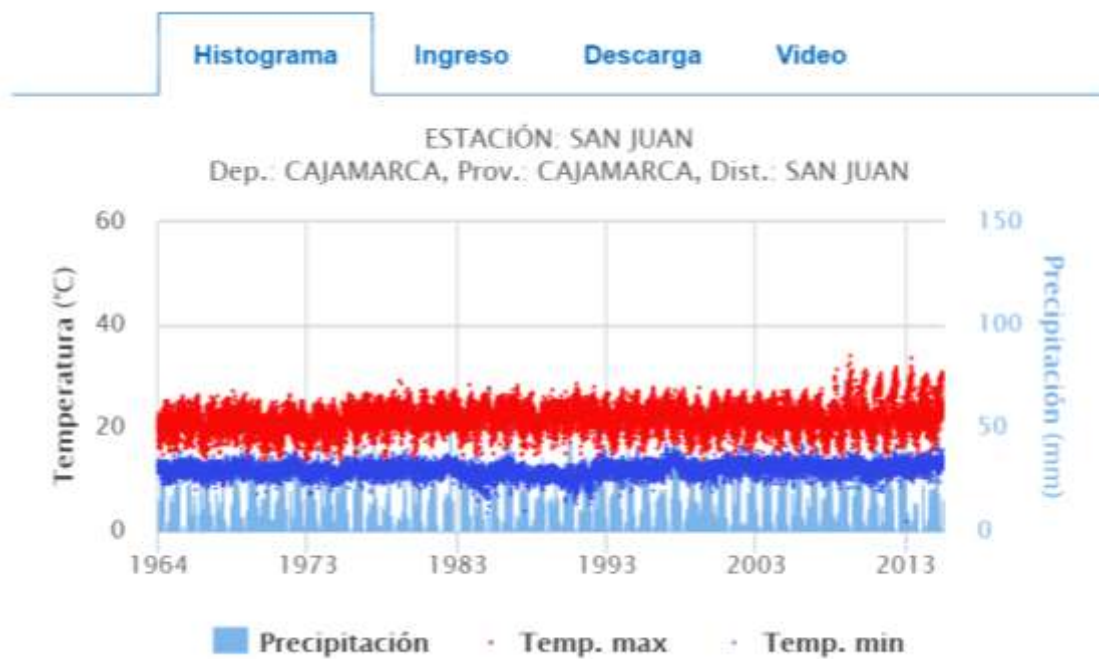 Histograma Ingreso Descarga Video
ESTACIÓN: SAN JUAN
Dep.: CAJAMARCA, Prov.: CAJAMARCA, Dist.: SAN JUAN
Temperatura (°C)
60
40
20
0
150
100
50
0
Precipitación (mm)
1964 1973 1983 1993 2003 2013
Precipitación Temp. max Temp. min